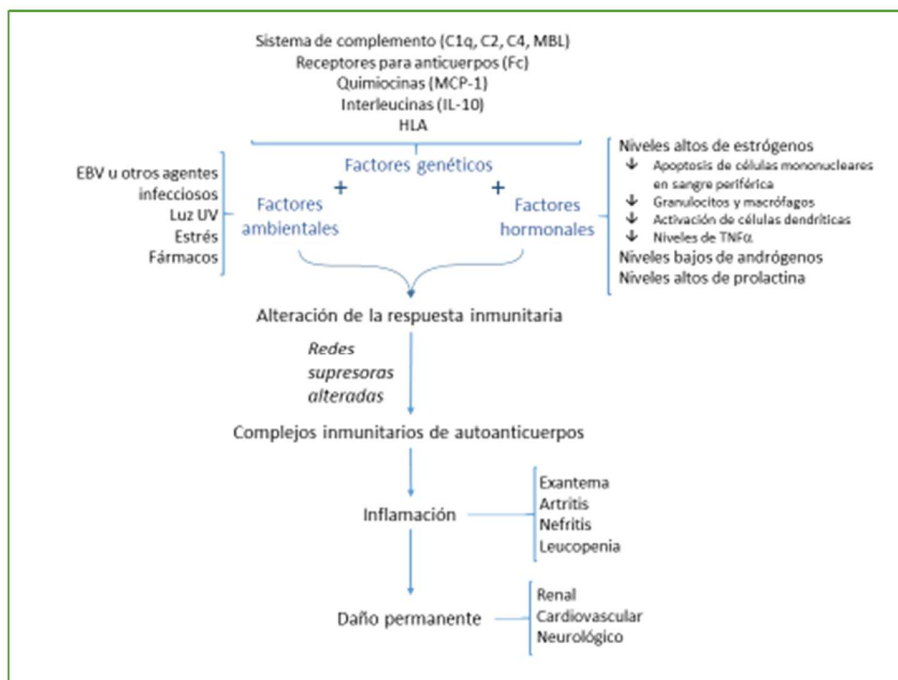 Sistema de complemento (C1q, C2, C4, MBL)
Receptores para anticuerpos (Fc)
Quimiocinas (MCP-1)
Interleucinas (IL-10)
HLA
Factores genéticos
+
+
EBV u otros agentes
infecciosos
Luz UV
Estrés
Fármacos
Factores
ambientales
Factores
hormonales
Niveles altos de estrógenos
↓ Apoptosis de células mononucleares
en sangre periférica
↓ Granulocitos y macrófagos
↓ Activación de células dendríticas
↓ Niveles de TNFα
Niveles bajos de andrógenos
Niveles altos de prolactina
Alteración de la respuesta inmunitaria
Redes
supresoras
alteradas
Complejos inmunitarios de autoanticuerpos
Inflamación
Exantema
Artritis
Nefritis
Leucopenia
Daño permanente
Renal
Cardiovascular
Neurológico